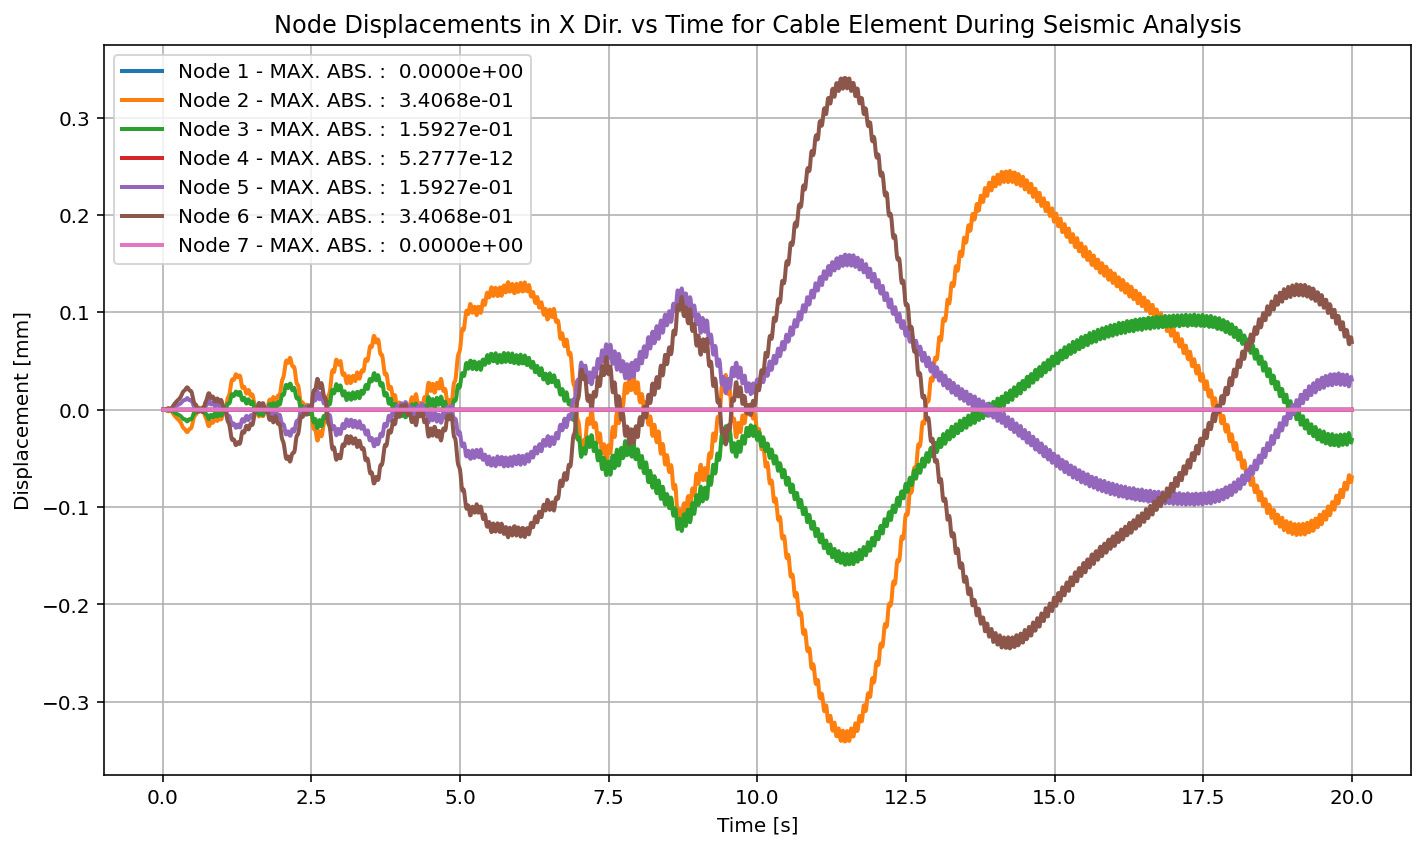 Node Displacements in X Dir. vs Time for Cable Element During Seismic Analysis
Node 1 - MAX. ABS. :  0.0000e+00
Node 2 - MAX. ABS. :  3.4068e-01
Node 3 - MAX. ABS. :  1.5927e-01
Node 4 - MAX. ABS. :  5.2777e-12
Node 5 - MAX. ABS. :  1.5927e-01
Node 6 - MAX. ABS. :  3.4068e-01
Node 7 - MAX. ABS. :  0.0000e+00
Displacement [mm]
0.3
0.2
0.1
0.0
−0.1
−0.2
−0.3
0.0 2.5 5.0 7.5 10.0 12.5 15.0 17.5 20.0
Time [s]